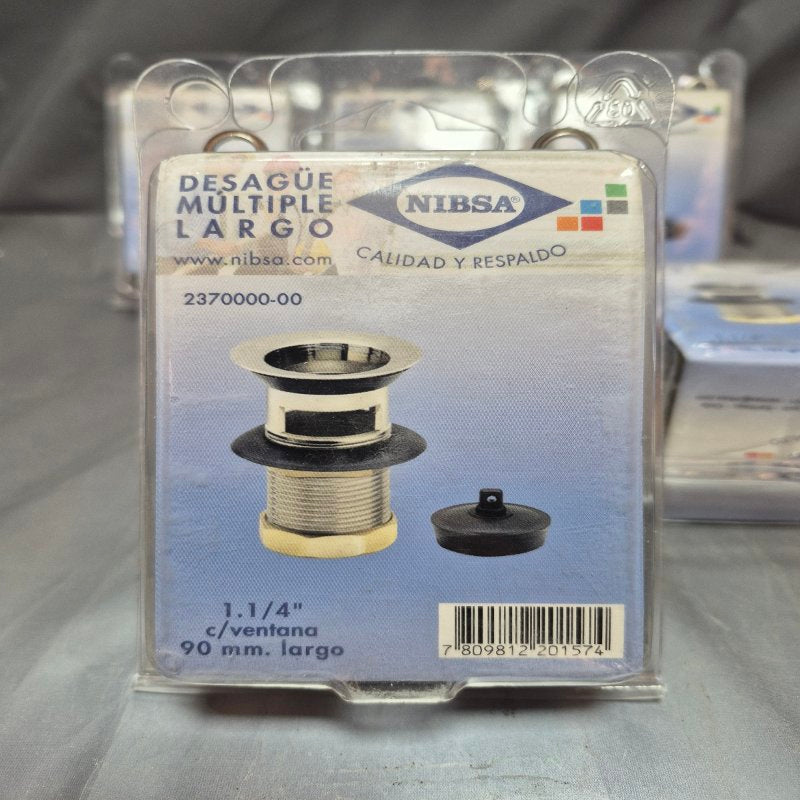 DESAGÜE
MÚLTIPLE
LARGO
www.nibsa.com
NIBSA®
CALIDAD Y RESPALDO
2370000-00
1.1/4"
c/ventana
90 mm. largo
7 809812 201574